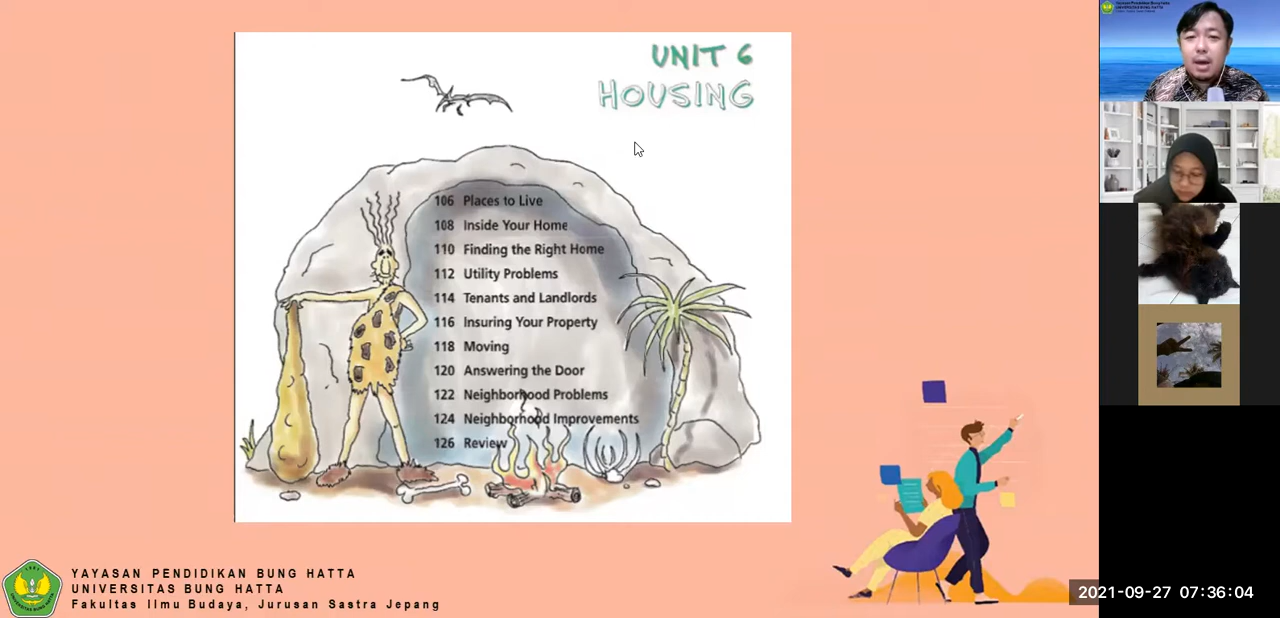 UNIT 6
HOUSING
106 Places to Live
108 Inside Your Home
110 Finding the Right Home
112 Utility Problems
114 Tenants and Landlords
116 Insuring Your Property
118 Moving
120 Answering the Door
122 Neighborhood Problems
124 Neighborhood Improvements
126 Review
YAYASAN PENDIDIKAN BUNG HATTA
UNIVERSITAS BUNG HATTA
Fakultas Ilmu Budaya, Jurusan Sastra Jepang
2021-09-27 07:36:04